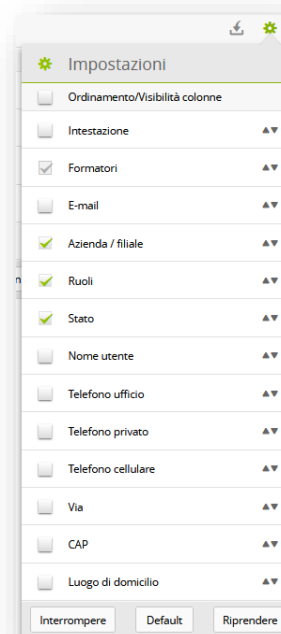 Impostazioni
Ordinamento/Visibilità colonne
Intestazione
Formatori
E-mail
Azienda / filiale
Ruoli
Stato
Nome utente
Telefono ufficio
Telefono privato
Telefono cellulare
Via
CAP
Luogo di domicilio
Interrompere Default Riprendere